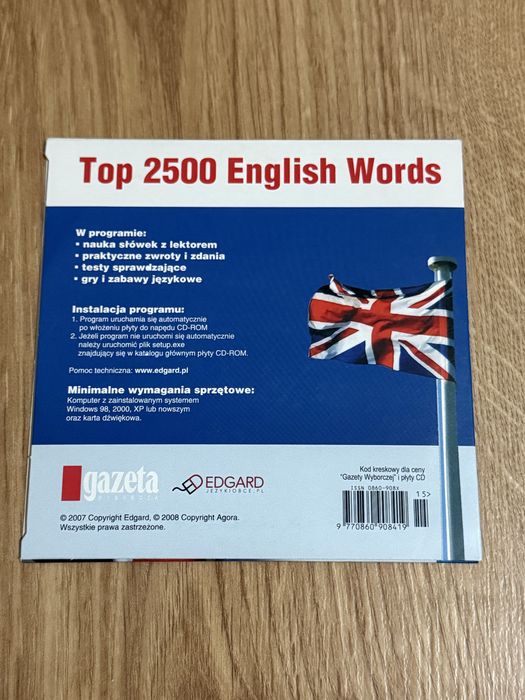 Top 2500 English Words
W programie:
• nauka słówek z lektorem
• praktyczne zwroty i zdania
• testy sprawdzające
• gry i zabawy językowe
Instalacja programu:
1. Program uruchamia się automatycznie
po włożeniu płyty do napędu CD-ROM
2. Jeżeli program nie uruchomi się automatycznie
należy uruchomić plik setup.exe
znajdujący się w katalogu głównym płyty CD-ROM.
Pomoc techniczna: www.edgard.pl
Minimalne wymagania sprzętowe:
Komputer z zainstalowanym systemem
Windows 98, 2000, XP lub nowszym
oraz karta dźwiękowa.
gazeta
WYBORCZA
EDGARD
JEZYKIOBCE.PL
© 2007 Copyright Edgard, © 2008 Copyright Agora.
Wszystkie prawa zastrzeżone.
Kod kreskowy dla ceny
"Gazety Wyborczej" i płyty CD
ISSN 0860-908X
15>
9 770860 908419